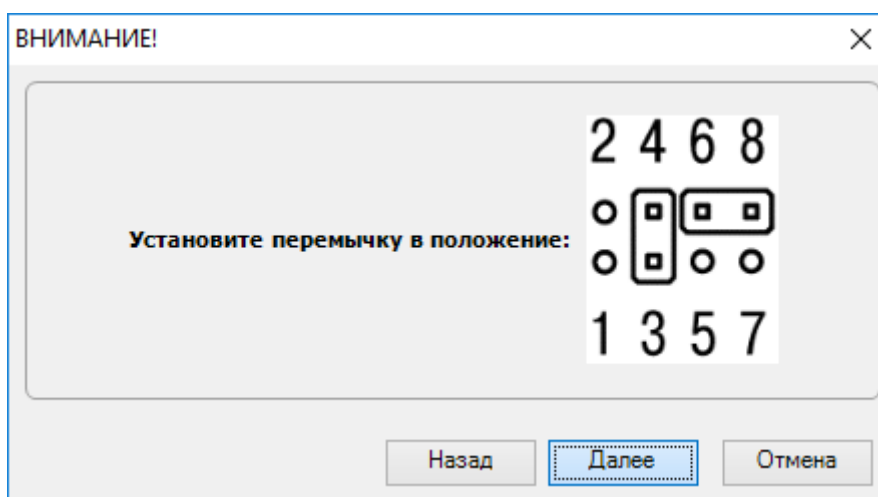 ВНИМАНИЕ!
2 4 6 8
Установите перемычку в положение:
1 3 5 7
Назад
Далее
Отмена